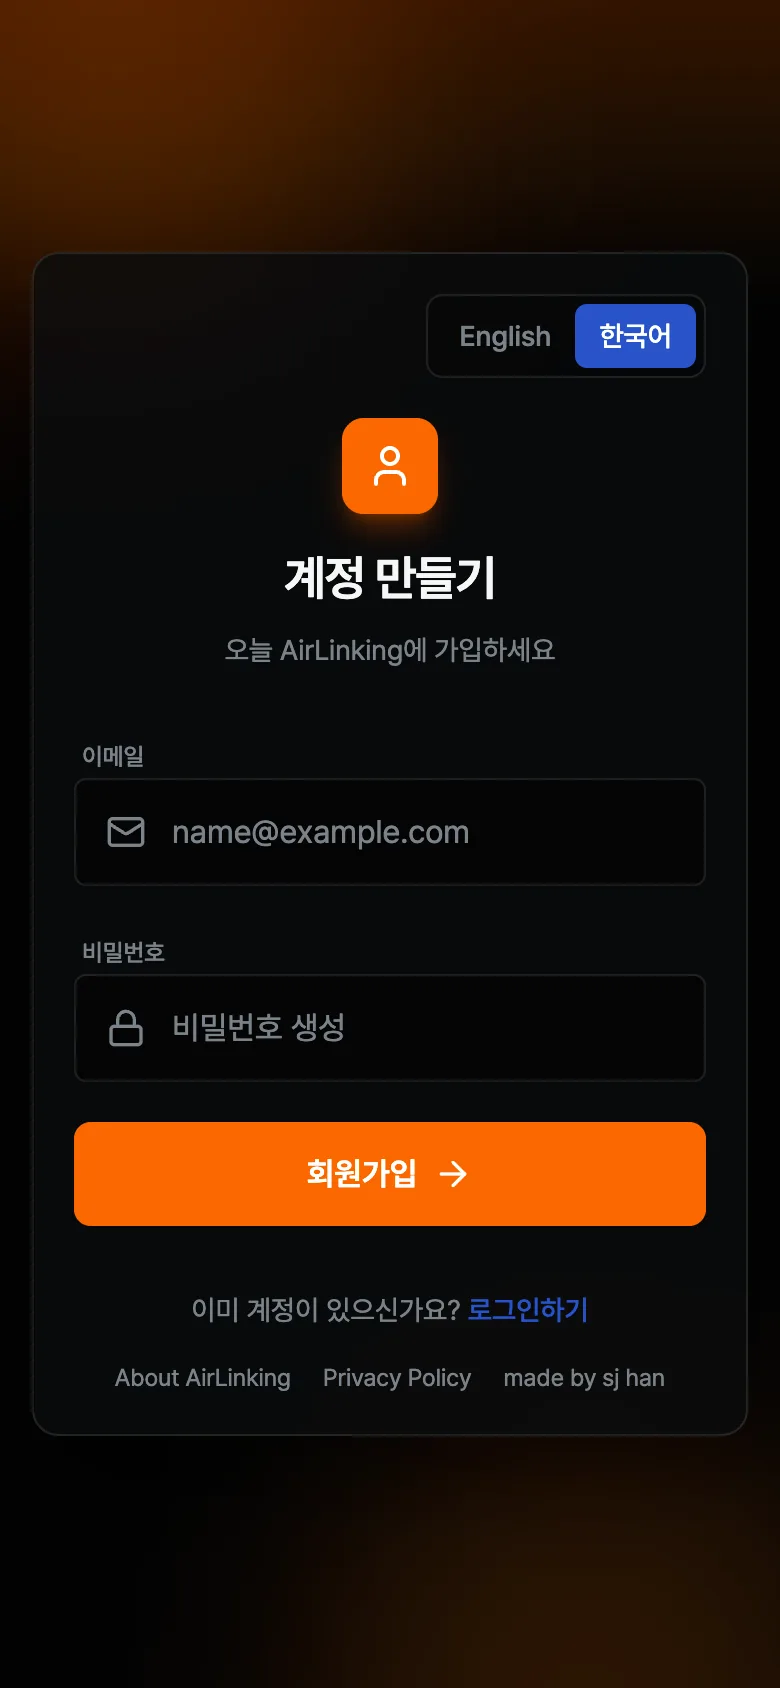 English 한국어
계정 만들기
오늘 AirLinking에 가입하세요
이메일
name@example.com
비밀번호
비밀번호 생성
회원가입 →
이미 계정이 있으신가요? 로그인하기
About AirLinking Privacy Policy made by sj han